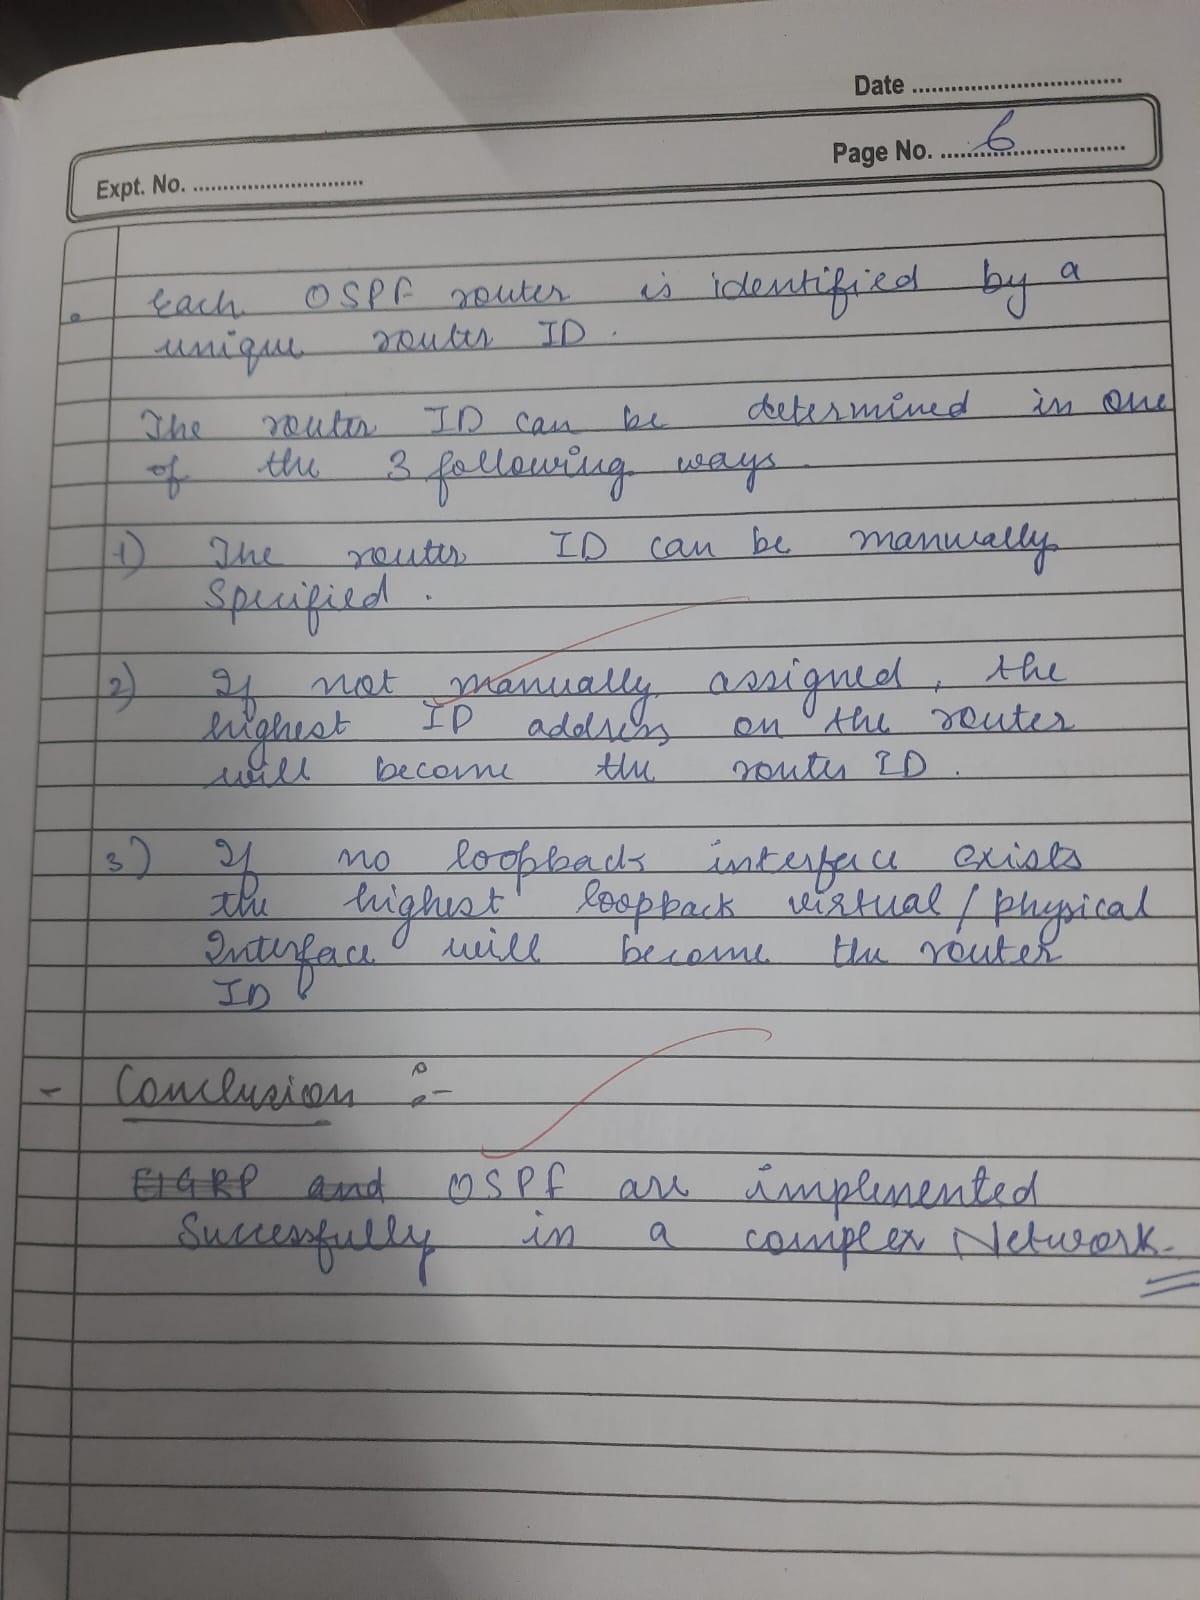 Date
Page No. 6
Expt. No.
Each OSPF router is identified by a
unique router ID.
The router ID can be determined in one
of the 3 following ways.
1) The router ID can be manually
Specified.
2) If not manually assigned, the
highest IP address on the router
will become the router ID.
3) If no loopback interface exists
the highest loopback virtual / physical
Interface will become the router
ID
- Conclusion :-
EIGRP and OSPF are implemented
Successfully in a complex Network.